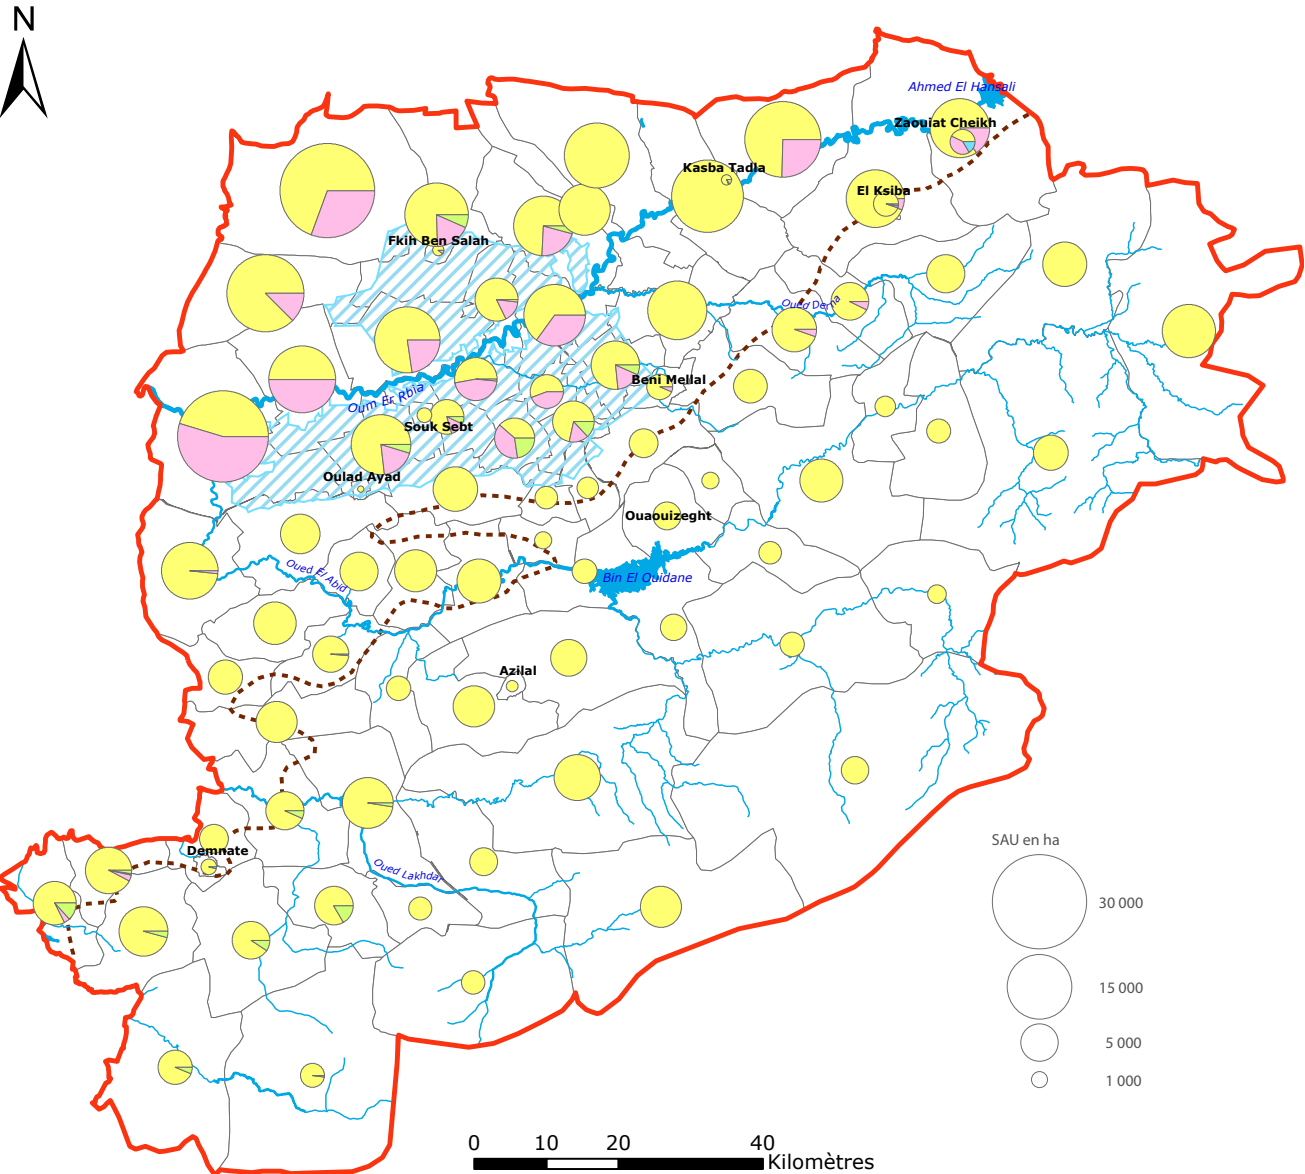 N
Ahmed El Hansali
Zaouiat Cheikh
Kasba Tadla
El Ksiba
Fkih Ben Salah
Oued Derna
Beni Mellal
Oum Er Rbia
Souk Sebt
Oulad Ayad
Ouaouizeght
Oued El Abid
Bin El Ouidane
Azilal
SAU en ha
Demnate
Oued Lakhdar
30 000
15 000
5 000
1 000
0 10 20 40
Kilomètres